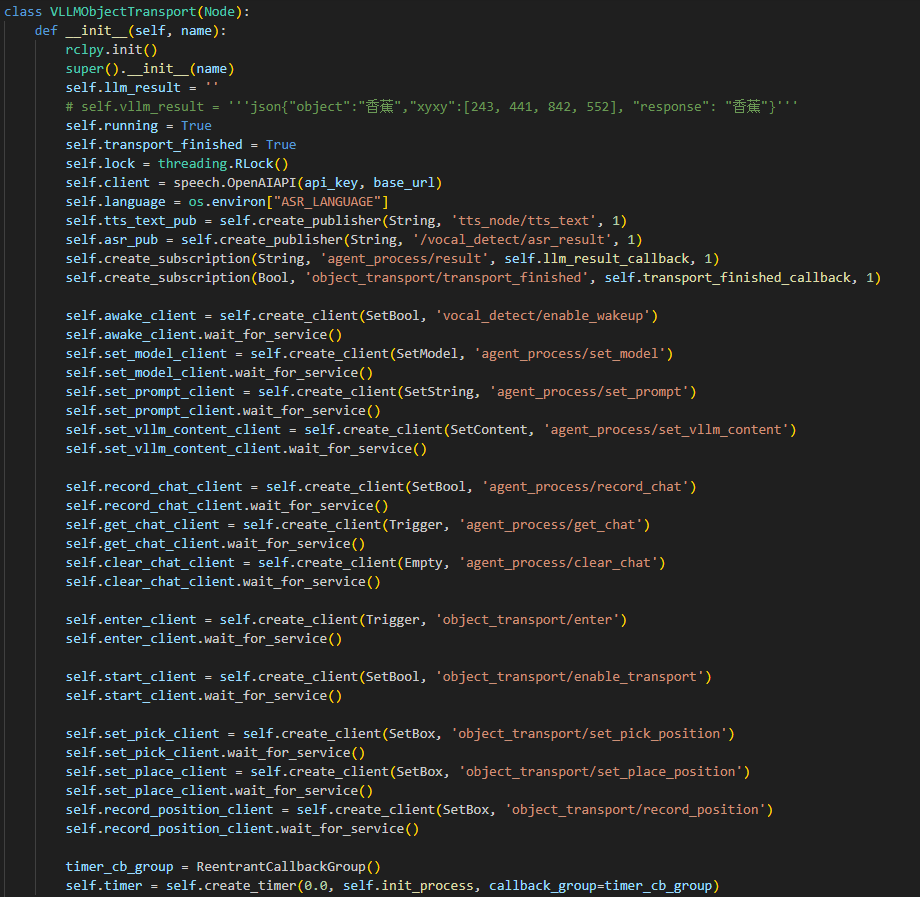 class VLLMObjectTransport(Node):
    def __init__(self, name):
        rclpy.init()
        super().__init__(name)
        self.llm_result = ''
        # self.vllm_result = '''json{"object":"香蕉","xyxy":[243, 441, 842, 552], "response": "香蕉"}'''
        self.running = True
        self.transport_finished = True
        self.lock = threading.RLock()
        self.client = speech.OpenAIAPI(api_key, base_url)
        self.language = os.environ["ASR_LANGUAGE"]
        self.tts_text_pub = self.create_publisher(String, 'tts_node/tts_text', 1)
        self.asr_pub = self.create_publisher(String, '/vocal_detect/asr_result', 1)
        self.create_subscription(String, 'agent_process/result', self.llm_result_callback, 1)
        self.create_subscription(Bool, 'object_transport/transport_finished', self.transport_finished_callback, 1)

        self.awake_client = self.create_client(SetBool, 'vocal_detect/enable_wakeup')
        self.awake_client.wait_for_service()
        self.set_model_client = self.create_client(SetModel, 'agent_process/set_model')
        self.set_model_client.wait_for_service()
        self.set_prompt_client = self.create_client(SetString, 'agent_process/set_prompt')
        self.set_prompt_client.wait_for_service()
        self.set_vllm_content_client = self.create_client(SetContent, 'agent_process/set_vllm_content')
        self.set_vllm_content_client.wait_for_service()

        self.record_chat_client = self.create_client(SetBool, 'agent_process/record_chat')
        self.record_chat_client.wait_for_service()
        self.get_chat_client = self.create_client(Trigger, 'agent_process/get_chat')
        self.get_chat_client.wait_for_service()
        self.clear_chat_client = self.create_client(Empty, 'agent_process/clear_chat')
        self.clear_chat_client.wait_for_service()

        self.enter_client = self.create_client(Trigger, 'object_transport/enter')
        self.enter_client.wait_for_service()

        self.start_client = self.create_client(SetBool, 'object_transport/enable_transport')
        self.start_client.wait_for_service()

        self.set_pick_client = self.create_client(SetBox, 'object_transport/set_pick_position')
        self.set_pick_client.wait_for_service()
        self.set_place_client = self.create_client(SetBox, 'object_transport/set_place_position')
        self.set_place_client.wait_for_service()
        self.record_position_client = self.create_client(SetBox, 'object_transport/record_position')
        self.record_position_client.wait_for_service()

        timer_cb_group = ReentrantCallbackGroup()
        self.timer = self.create_timer(0.0, self.init_process, callback_group=timer_cb_group)